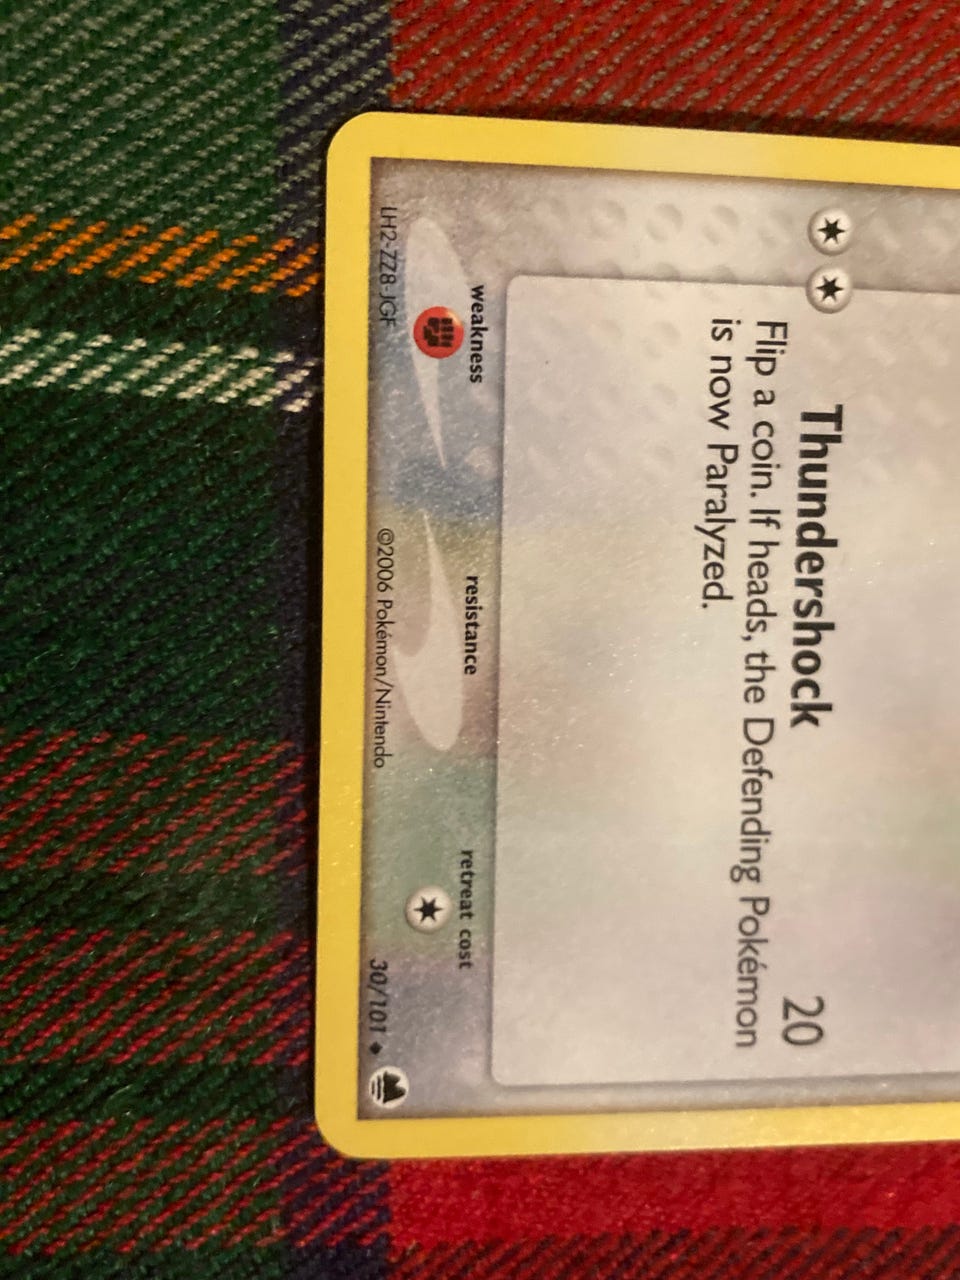 Thundershock 20
Flip a coin. If heads, the Defending Pokémon
is now Paralyzed.
weakness resistance retreat cost
LH2-ZZ8-JGF ©2006 Pokémon/Nintendo 30/101